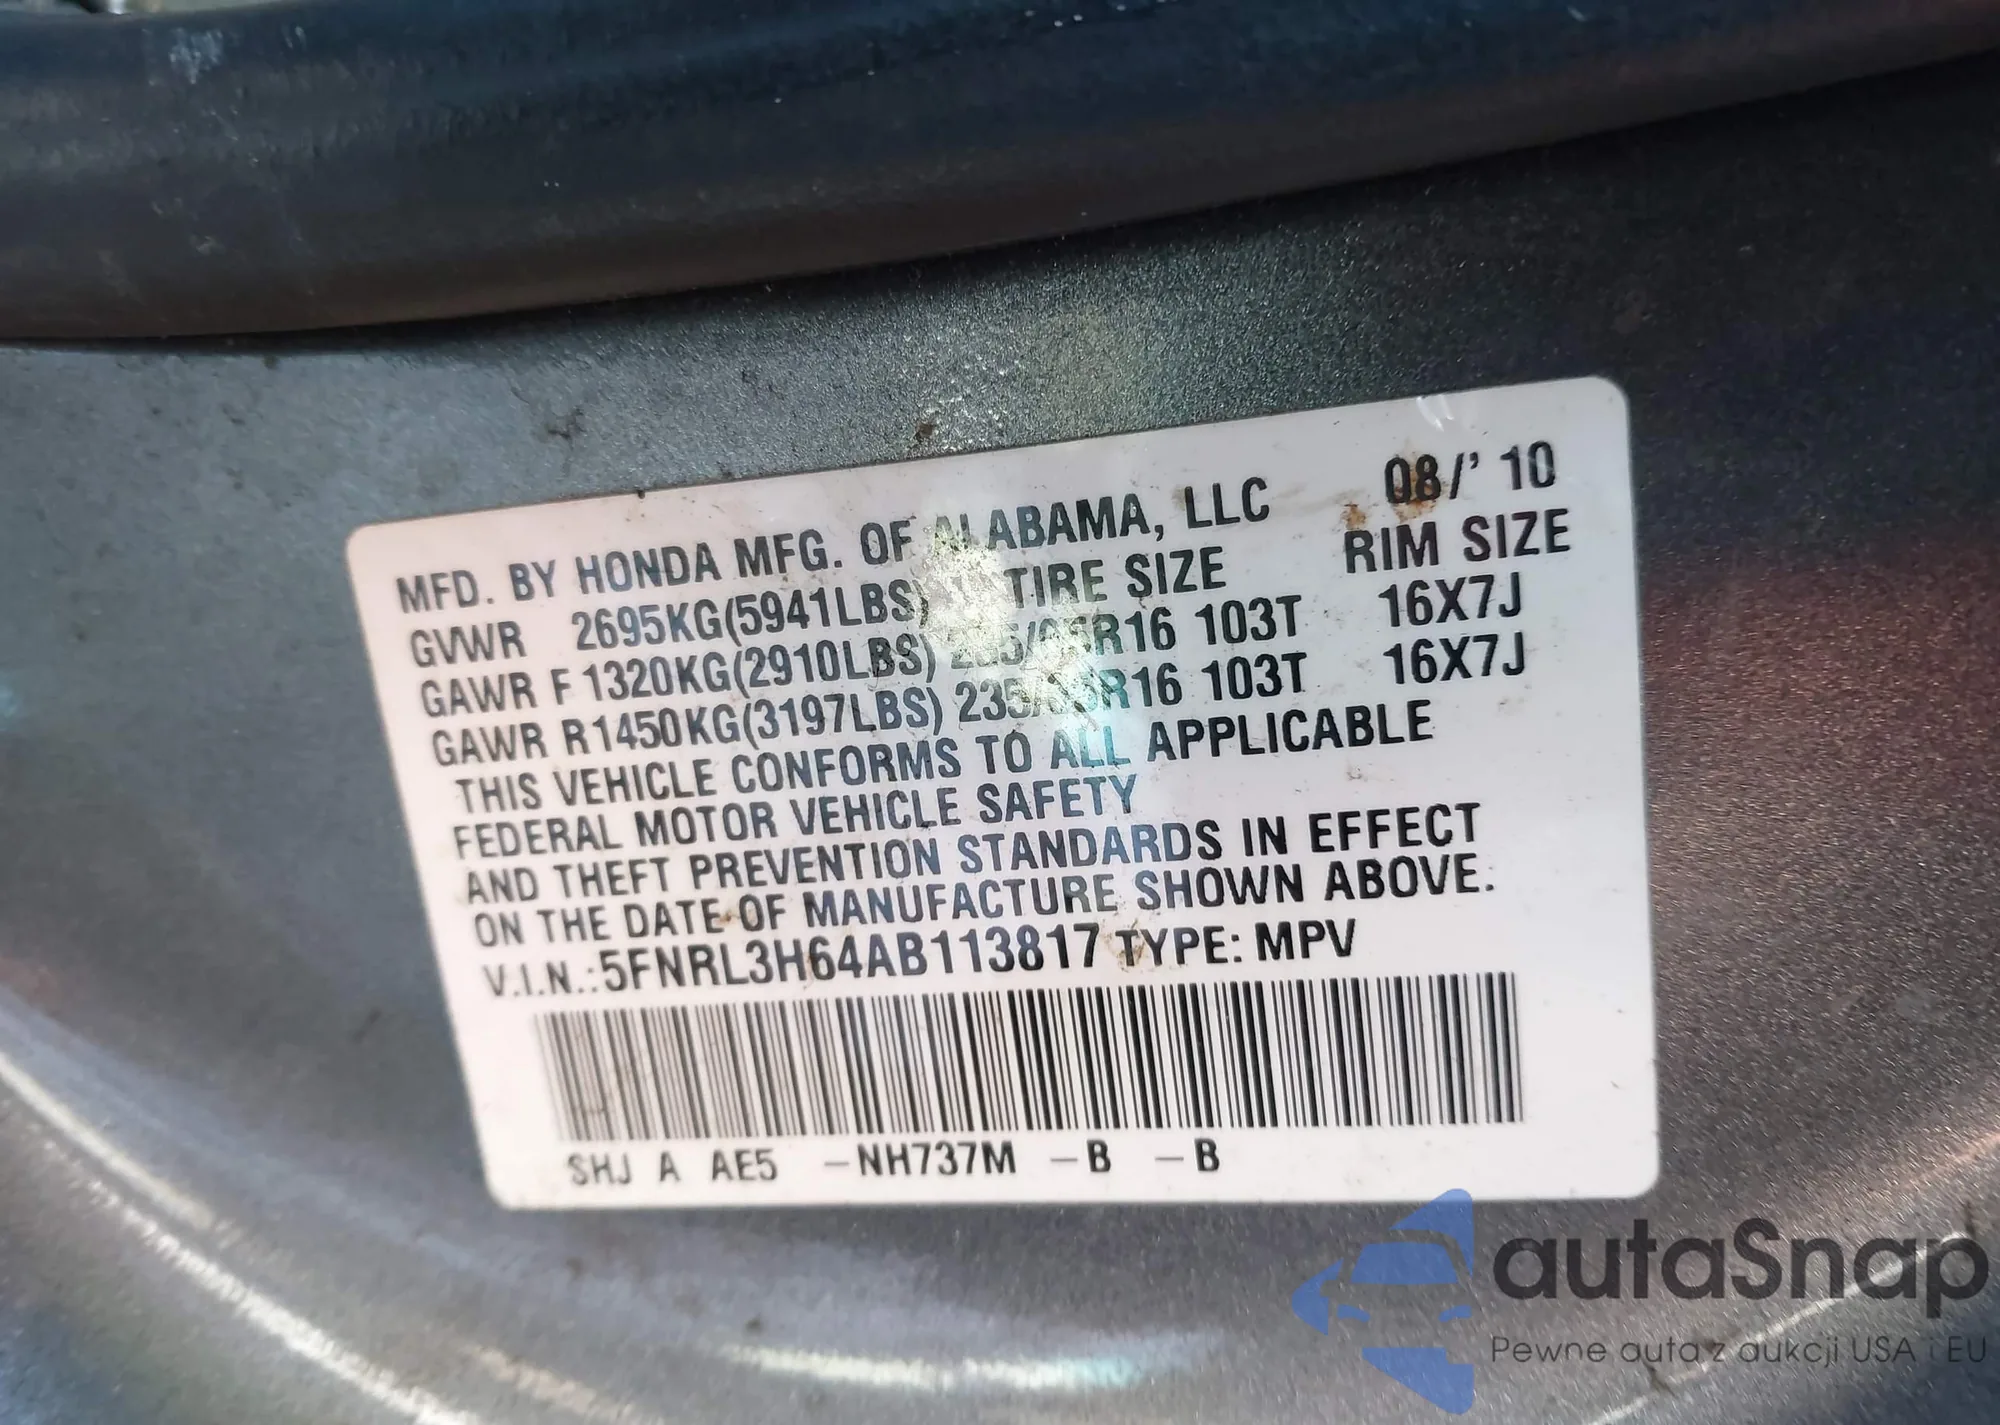 MFD. BY HONDA MFG. OF ALABAMA, LLC 08/' 10
GVWR 2695KG(5941LBS) TIRE SIZE RIM SIZE
GAWR F 1320KG(2910LBS) 103T 16X7J
GAWR R1450KG(3197LBS) 103T 16X7J
THIS VEHICLE CONFORMS TO ALL APPLICABLE
FEDERAL MOTOR VEHICLE SAFETY
AND THEFT PREVENTION STANDARDS IN EFFECT
ON THE DATE OF MANUFACTURE SHOWN ABOVE.
V.I.N.:5FNRL3H64AB113817 TYPE: MPV
SHJ A AE5 -NH737M -B -B
autaSnap
Pewne auta z aukcji USA i EU